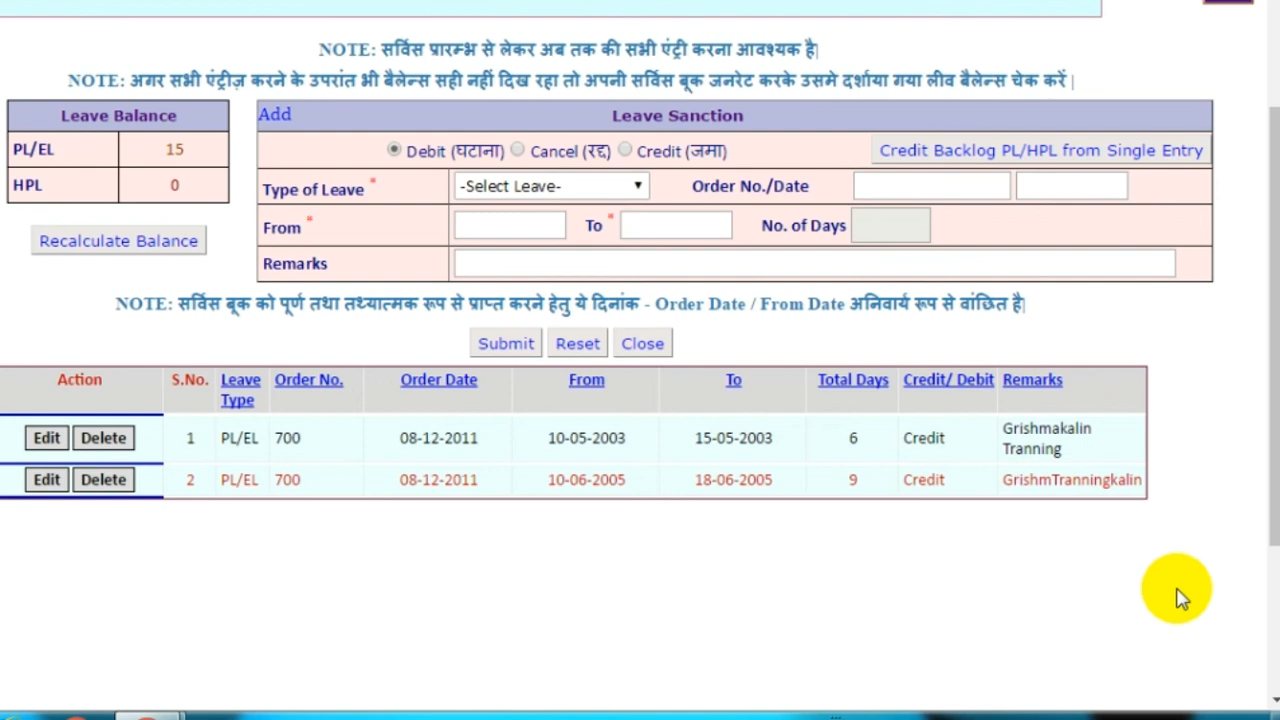 NOTE: सर्विस प्रारम्भ से लेकर अब तक की सभी एंट्री करना आवश्यक है|
NOTE: अगर सभी एंट्रीज़ करने के उपरांत भी बैलेन्स सही नहीं दिख रहा तो अपनी सर्विस बूक जनरेट करके उसमे दर्शाया गया लीव बैलेन्स चेक करें |
Leave Balance
PL/EL 15
HPL 0
Recalculate Balance
Add Leave Sanction
Debit (घटाना) Cancel (रद्द) Credit (जमा) Credit Backlog PL/HPL from Single Entry
Type of Leave * -Select Leave- Order No./Date
From * To * No. of Days
Remarks
NOTE: सर्विस बूक को पूर्ण तथा तथ्यात्मक रूप से प्राप्त करने हेतु ये दिनांक - Order Date / From Date अनिवार्य रूप से वांछित है|
Submit Reset Close
Action S.No. Leave Type Order No. Order Date From To Total Days Credit/ Debit Remarks
Edit Delete 1 PL/EL 700 08-12-2011 10-05-2003 15-05-2003 6 Credit Grishmakalin Tranning
Edit Delete 2 PL/EL 700 08-12-2011 10-06-2005 18-06-2005 9 Credit GrishmTranningkalin